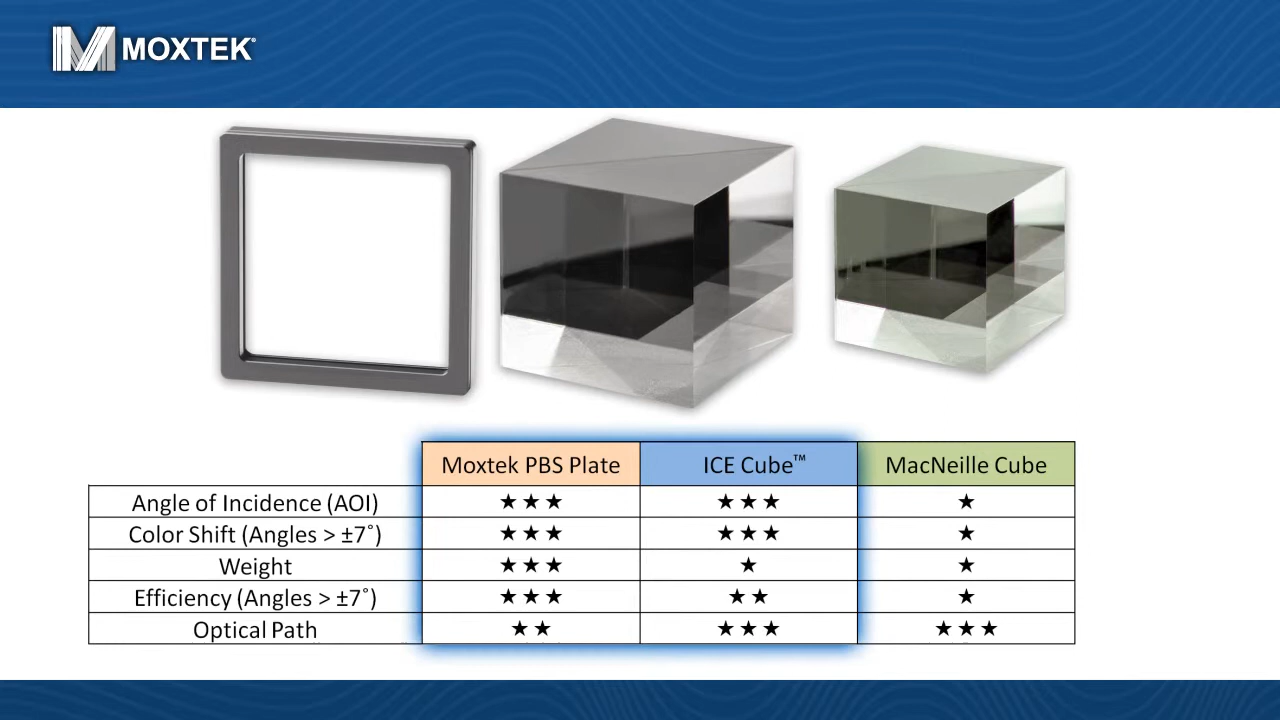 MOXTEK®
Moxtek PBS Plate ICE Cube™ MacNeille Cube
Angle of Incidence (AOI) ★★★ ★★★ ★
Color Shift (Angles > ±7˚) ★★★ ★★★ ★
Weight ★★★ ★ ★
Efficiency (Angles > ±7˚) ★★★ ★★ ★
Optical Path ★★ ★★★ ★★★